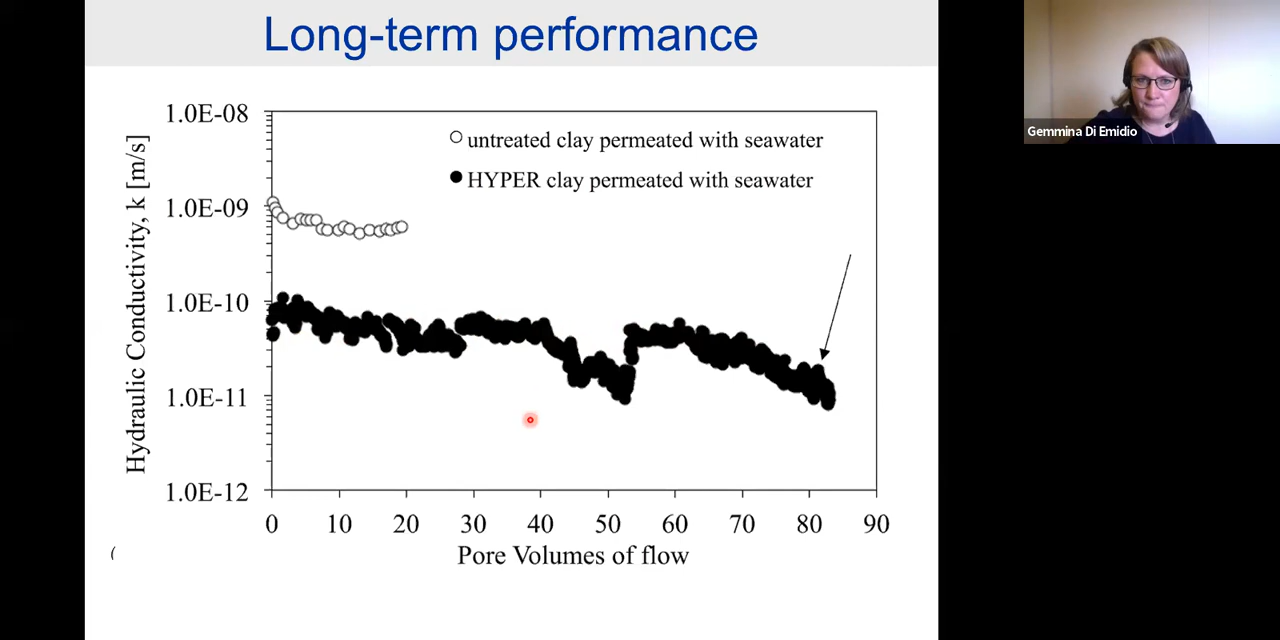 Long-term performance
Gemmina Di Emidio
1.0E-08
1.0E-09
1.0E-10
1.0E-11
1.0E-12
Hydraulic Conductivity, k [m/s]
untreated clay permeated with seawater
HYPER clay permeated with seawater
0 10 20 30 40 50 60 70 80 90
Pore Volumes of flow
(